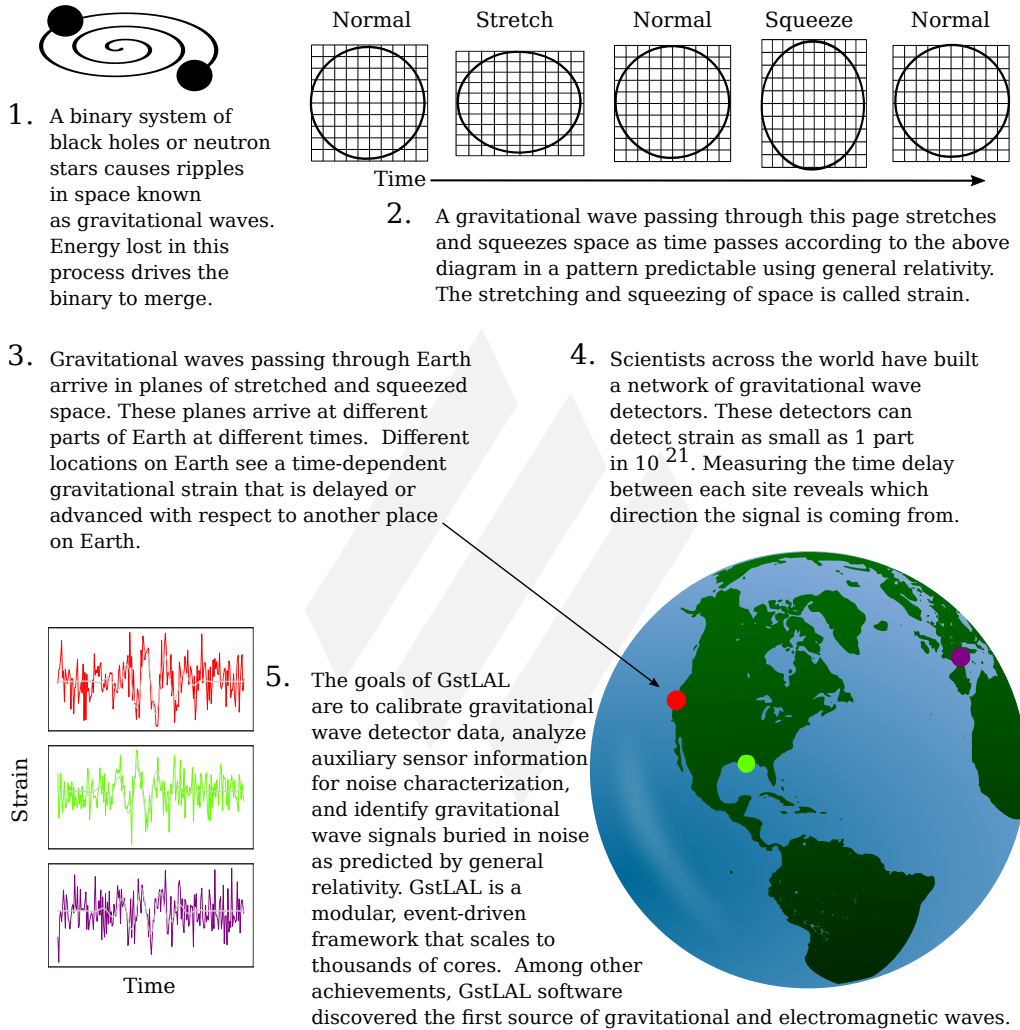 Normal
Stretch
Normal
Squeeze
Normal
Time
1. A binary system of
black holes or neutron
stars causes ripples
in space known
as gravitational waves.
Energy lost in this
process drives the
binary to merge.
2. A gravitational wave passing through this page stretches
and squeezes space as time passes according to the above
diagram in a pattern predictable using general relativity.
The stretching and squeezing of space is called strain.
3. Gravitational waves passing through Earth
arrive in planes of stretched and squeezed
space. These planes arrive at different
parts of Earth at different times.  Different
locations on Earth see a time-dependent
gravitational strain that is delayed or
advanced with respect to another place
on Earth.
4. Scientists across the world have built
a network of gravitational wave
detectors. These detectors can
detect strain as small as 1 part
in 10 21. Measuring the time delay
between each site reveals which
direction the signal is coming from.
Strain
Time
5. The goals of GstLAL
are to calibrate gravitational
wave detector data, analyze
auxiliary sensor information
for noise characterization,
and identify gravitational
wave signals buried in noise
as predicted by general
relativity. GstLAL is a
modular, event-driven
framework that scales to
thousands of cores.  Among other
achievements, GstLAL software
discovered the first source of gravitational and electromagnetic waves.